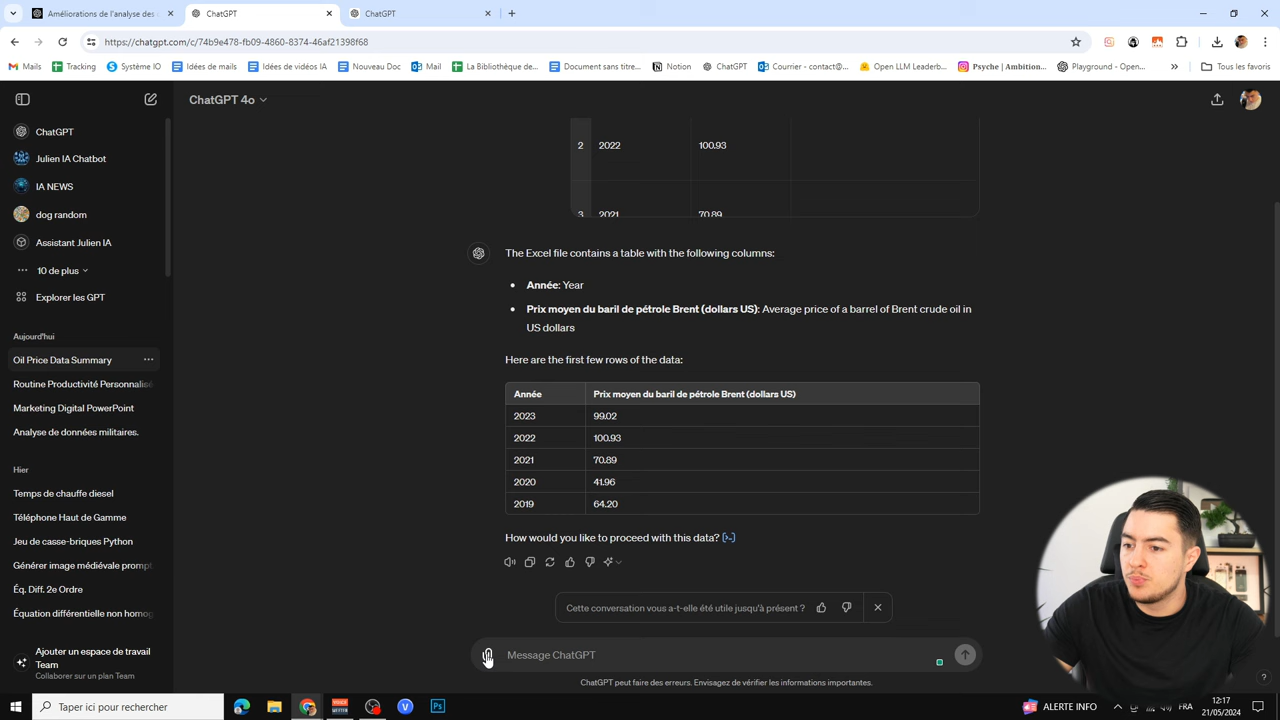 Améliorations de l'analyse des
ChatGPT
ChatGPT
https://chatgpt.com/c/74b9e478-fb09-4860-8374-46af21398f68
Mails
Tracking
Système IO
Idées de mails
Idées de vidéos IA
Nouveau Doc
Mail
La Bibliothèque de...
Document sans titre...
Notion
ChatGPT
Courrier - contact@...
Open LLM Leaderb...
Psyche | Ambition...
Playground - Open...
Tous les favoris
ChatGPT 4o
ChatGPT
Julien IA Chatbot
IA NEWS
dog random
Assistant Julien IA
10 de plus
Explorer les GPT
Aujourd'hui
Oil Price Data Summary
Routine Productivité Personnalisé
Marketing Digital PowerPoint
Analyse de données militaires.
Hier
Temps de chauffe diesel
Téléphone Haut de Gamme
Jeu de casse-briques Python
Générer image médiévale prompt
Éq. Diff. 2e Ordre
Équation différentielle non homog
Ajouter un espace de travail
Team
Collaborer sur un plan Team
2 2022 100.93
3 2021 70.89
The Excel file contains a table with the following columns:
• Année: Year
• Prix moyen du baril de pétrole Brent (dollars US): Average price of a barrel of Brent crude oil in
US dollars
Here are the first few rows of the data:
Année Prix moyen du baril de pétrole Brent (dollars US)
2023 99.02
2022 100.93
2021 70.89
2020 41.96
2019 64.20
How would you like to proceed with this data?
Cette conversation vous a-t-elle été utile jusqu'à présent ?
Message ChatGPT
ChatGPT peut faire des erreurs. Envisagez de vérifier les informations importantes.
Taper ici pour rechercher
ALERTE INFO
FRA
12:17
21/05/2024